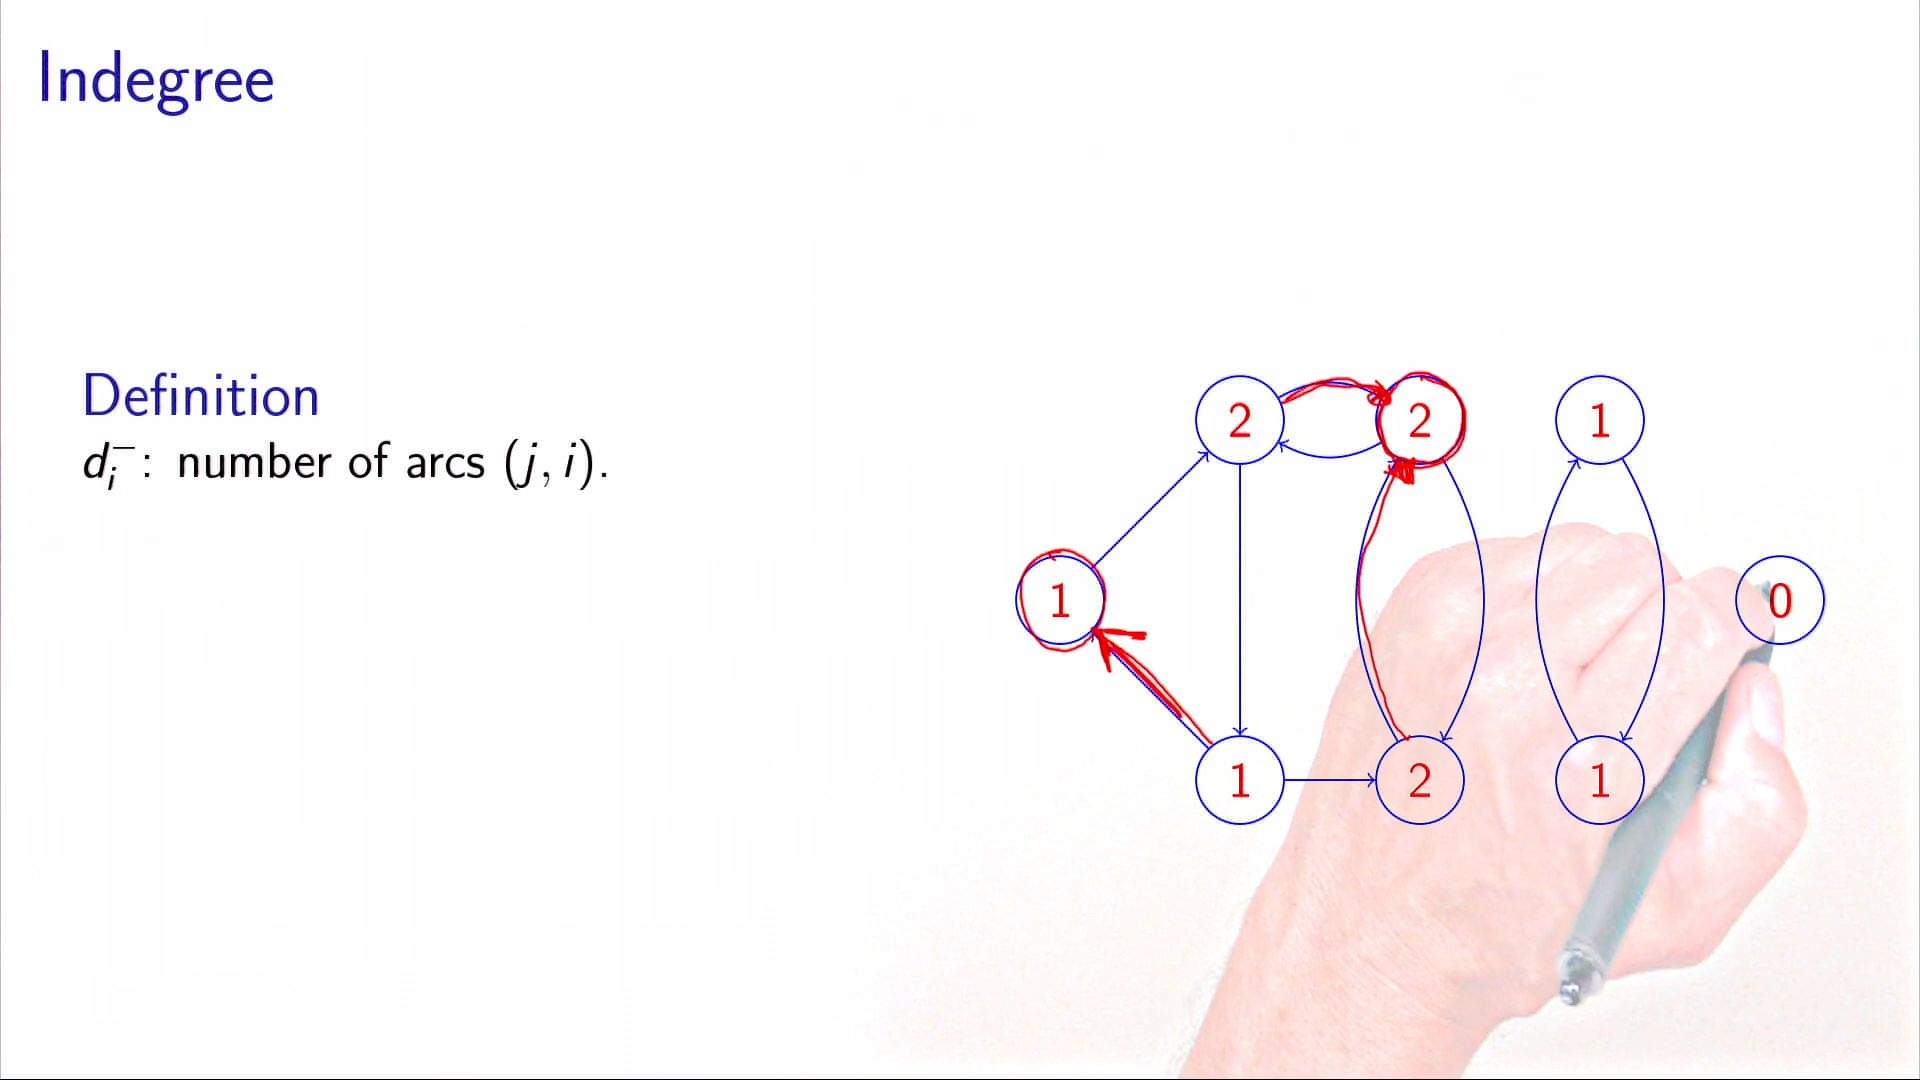 Indegree
Definition
d_i^-: number of arcs (j, i).
2 2 1
1 0
1 2 1